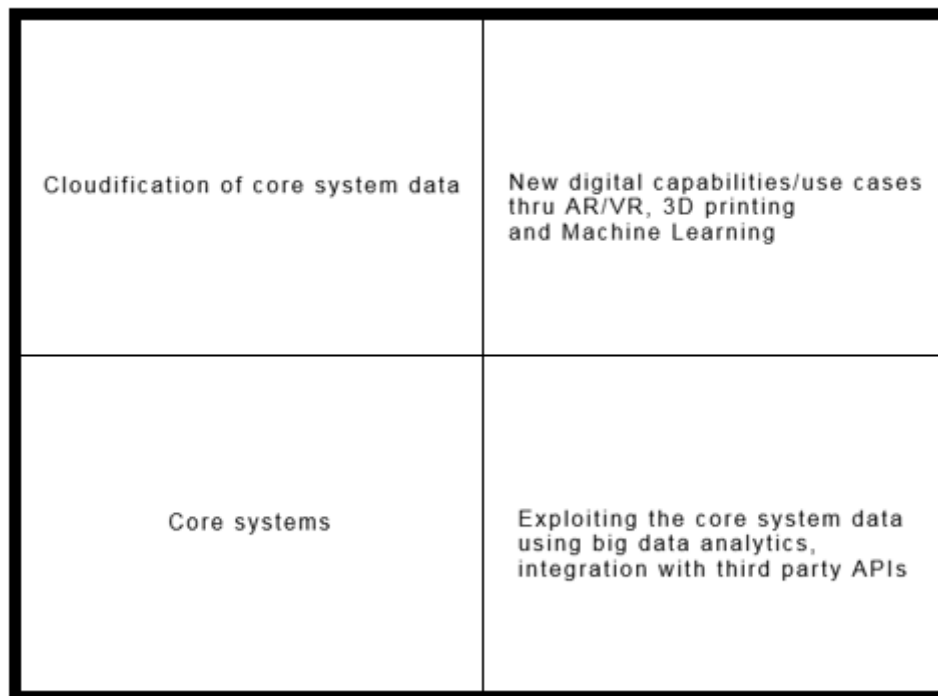 Cloudification of core system data
New digital capabilities/use cases
thru AR/VR, 3D printing
and Machine Learning
Core systems
Exploiting the core system data
using big data analytics,
integration with third party APIs